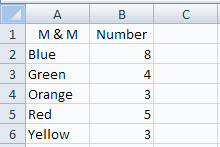 A B C
1 M & M Number
2 Blue 8
3 Green 4
4 Orange 3
5 Red 5
6 Yellow 3